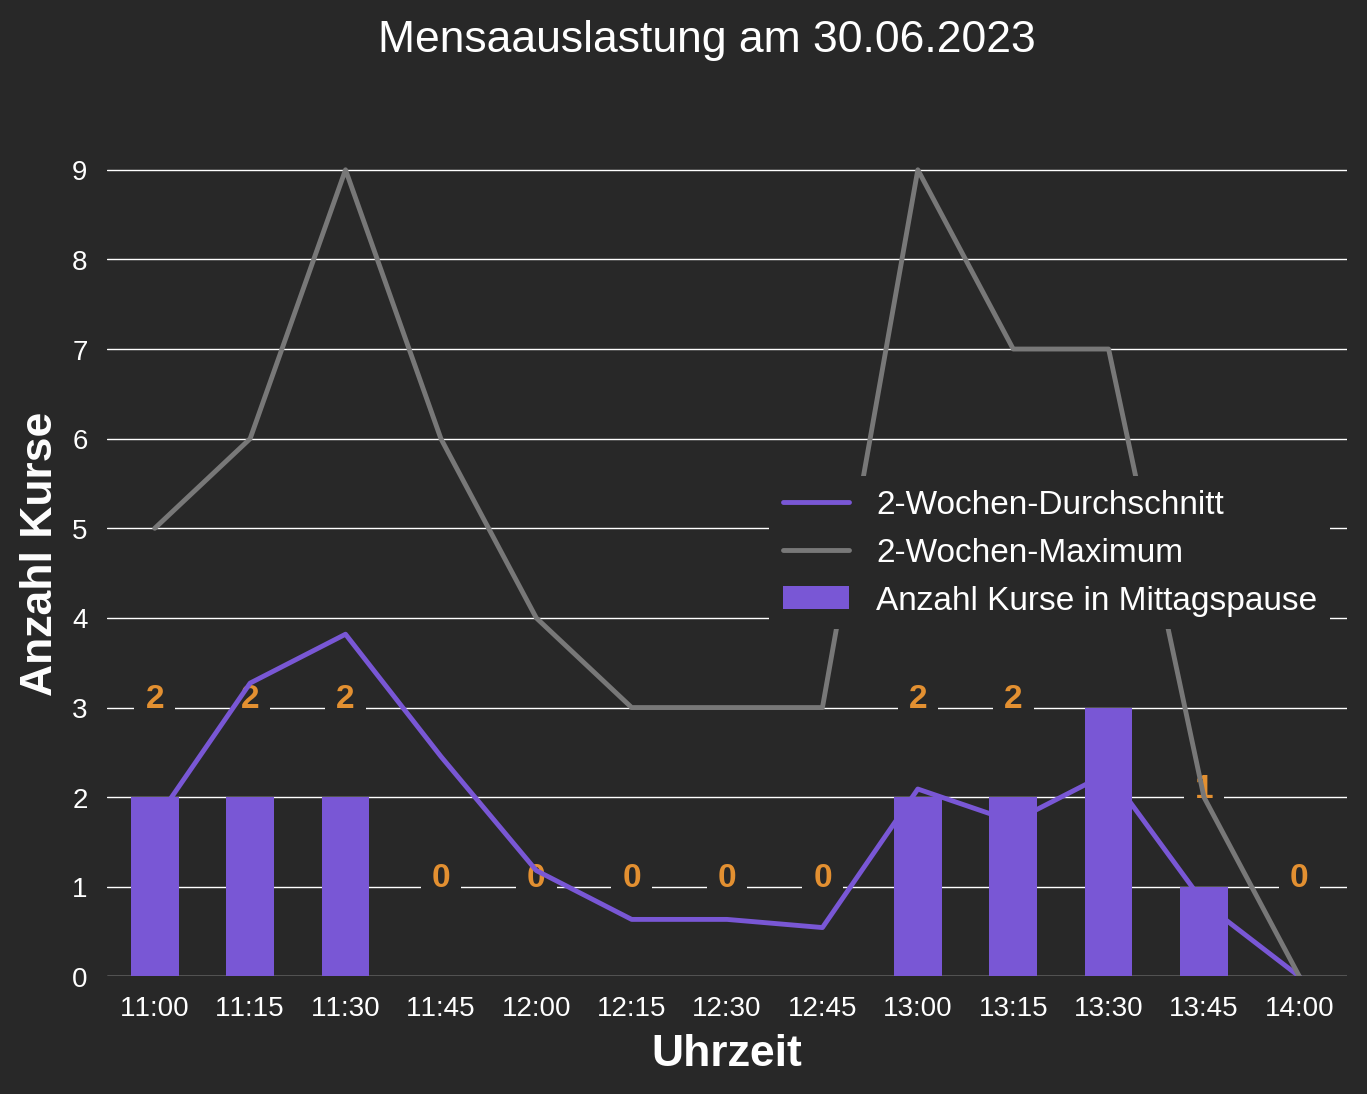 Mensaauslastung am 30.06.2023
9
8
7
6
5
4
3
2
1
0
Anzahl Kurse
2-Wochen-Durchschnitt
2-Wochen-Maximum
Anzahl Kurse in Mittagspause
2 2 2 0 0 0 0 0 2 2 1 0
11:00 11:15 11:30 11:45 12:00 12:15 12:30 12:45 13:00 13:15 13:30 13:45 14:00
Uhrzeit